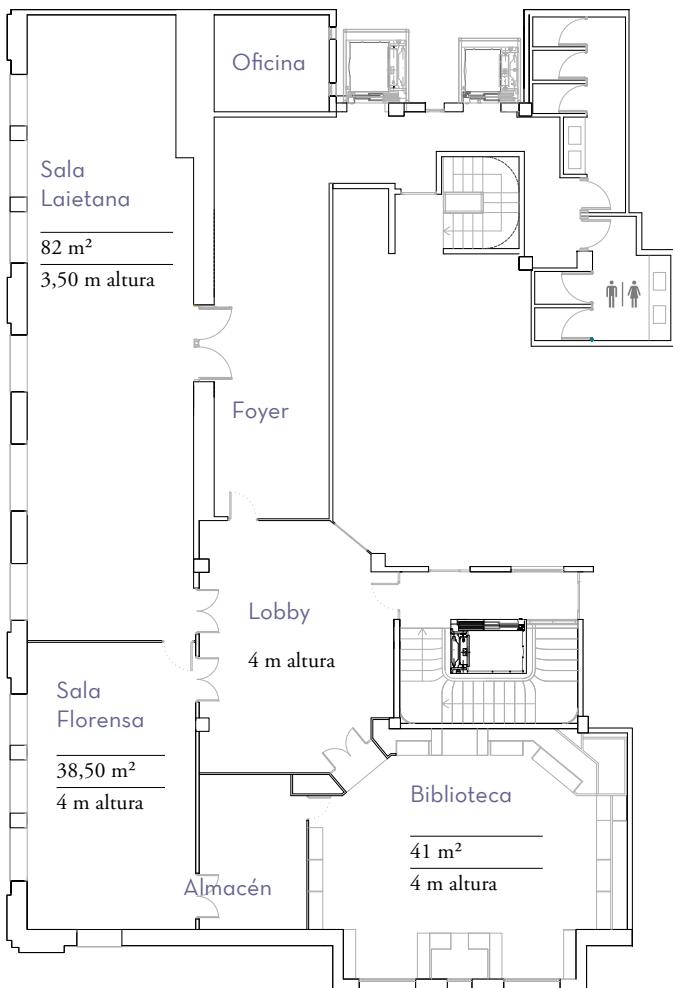 Oficina
Sala
Laietana
82 m²
3,50 m altura
Foyer
Lobby
4 m altura
Sala
Florensa
38,50 m²
4 m altura
Biblioteca
41 m²
4 m altura
Almacén